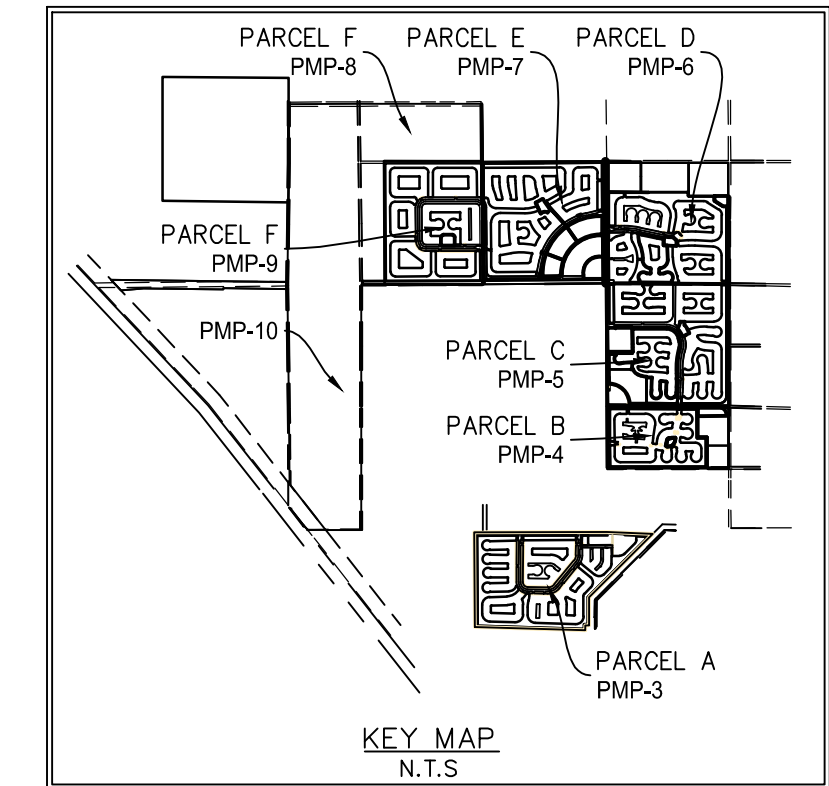 PARCEL F
PMP-8
PARCEL E
PMP-7
PARCEL D
PMP-6
PARCEL F
PMP-9
PMP-10
PARCEL C
PMP-5
PARCEL B
PMP-4
PARCEL A
PMP-3
KEY MAP
N.T.S